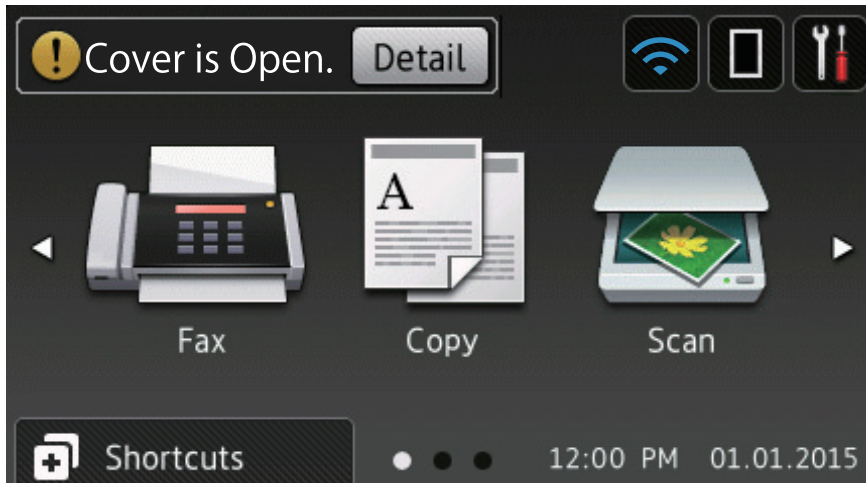 Cover is Open. Detail
A
Fax Copy Scan
Shortcuts 12:00 PM 01.01.2015